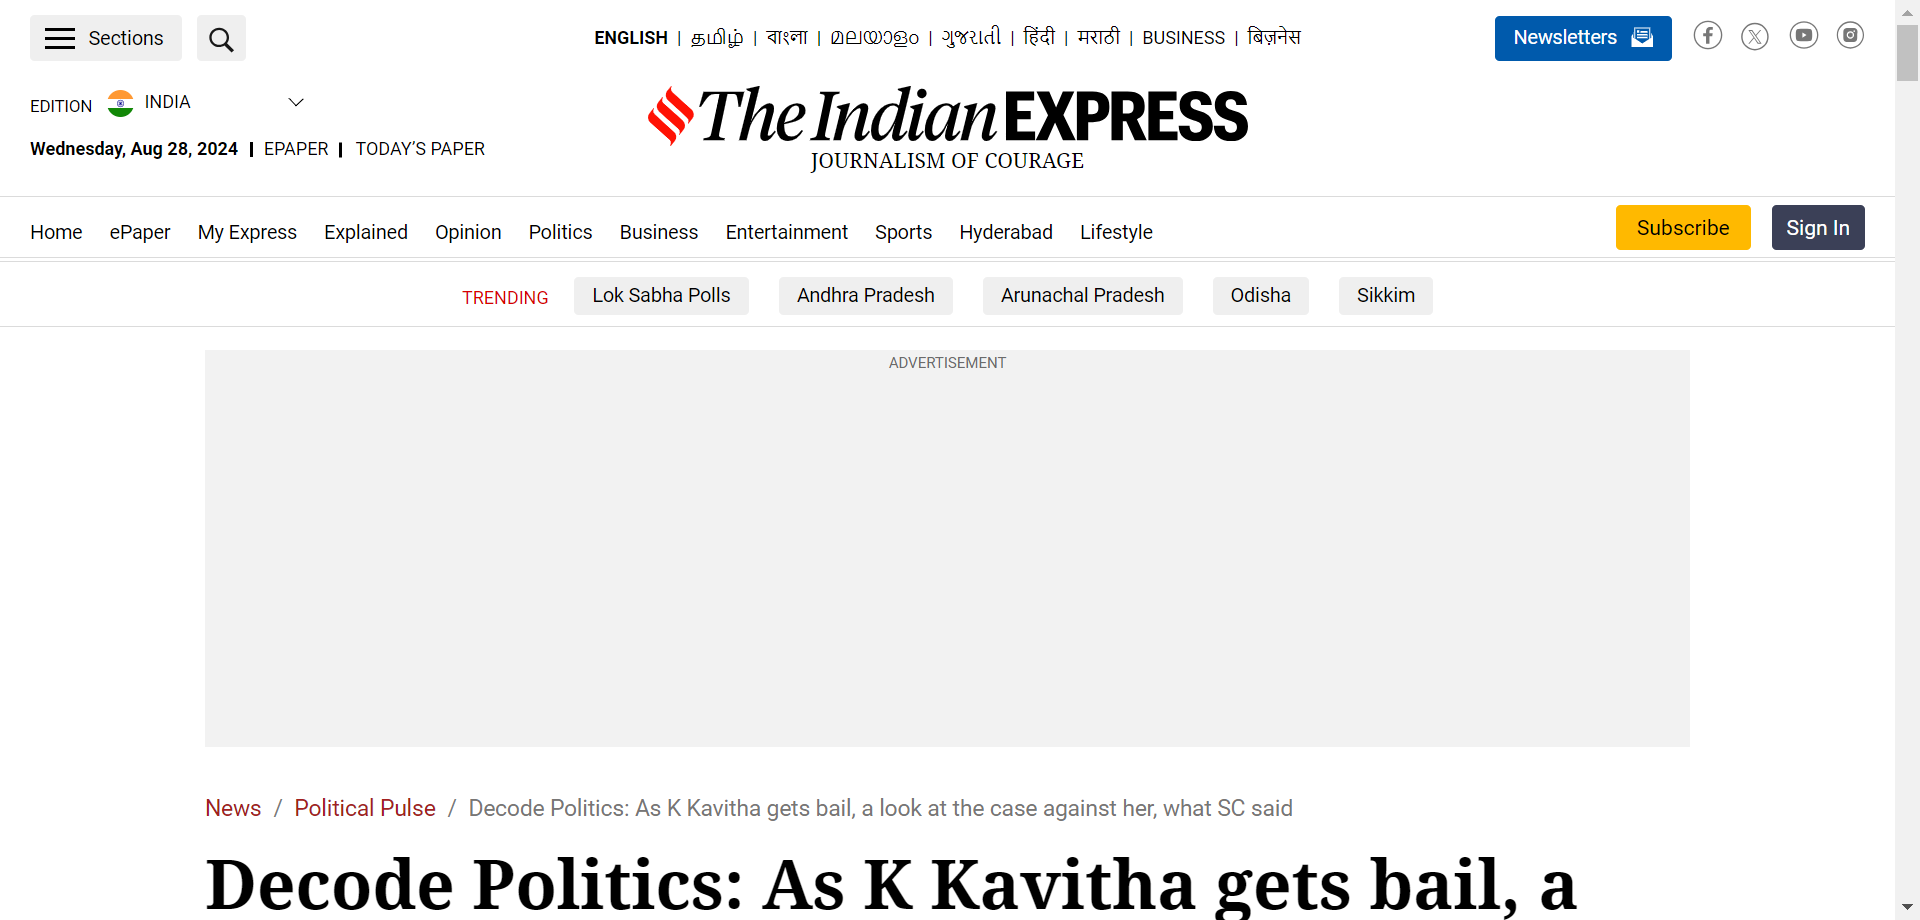 Sections
ENGLISH | தமிழ் | বাংলা | മലയാളം | ગુજરાતી | हिंदी | मराठी | BUSINESS | बिज़नेस
Newsletters
EDITION INDIA
The Indian EXPRESS
JOURNALISM OF COURAGE
Wednesday, Aug 28, 2024 | EPAPER | TODAY’S PAPER
Home ePaper My Express Explained Opinion Politics Business Entertainment Sports Hyderabad Lifestyle
Subscribe Sign In
TRENDING Lok Sabha Polls Andhra Pradesh Arunachal Pradesh Odisha Sikkim
ADVERTISEMENT
News / Political Pulse / Decode Politics: As K Kavitha gets bail, a look at the case against her, what SC said
Decode Politics: As K Kavitha gets bail, a